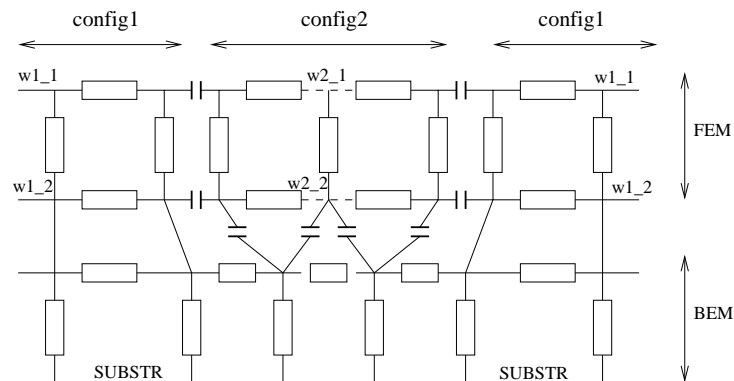 config1 config2 config1
w1_1 w2_1 w1_1
FEM
w1_2 w2_2 w1_2
BEM
SUBSTR SUBSTR